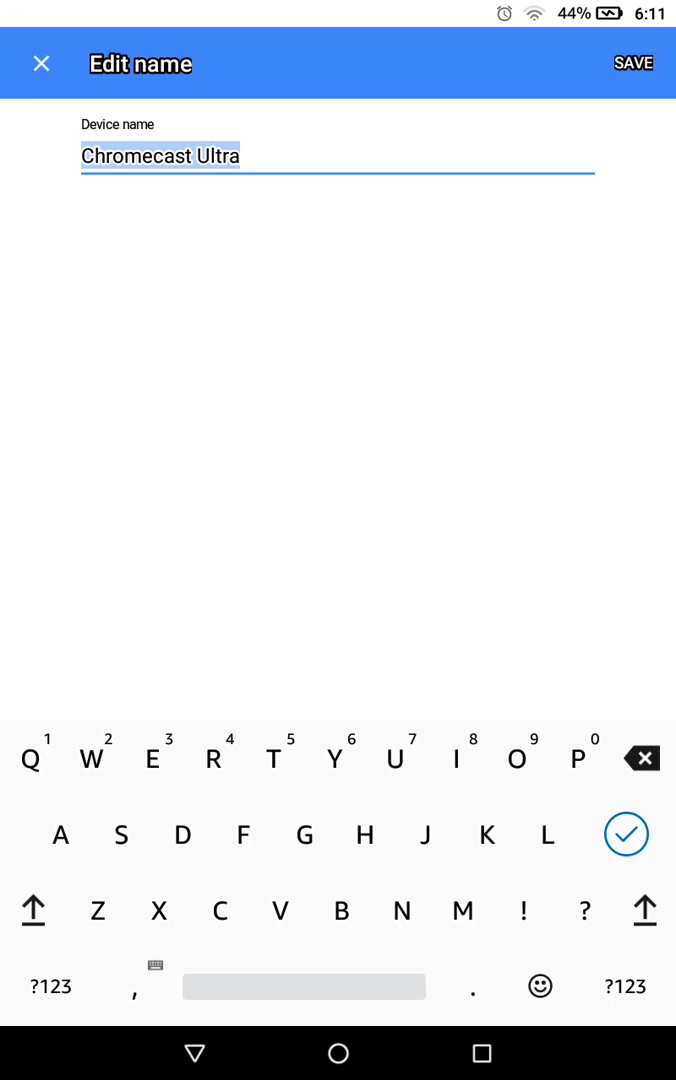 44% 6:11
Edit name SAVE
Device name
Chromecast Ultra
1 2 3 4 5 6 7 8 9 0
Q W E R T Y U I O P
A S D F G H J K L
Z X C V B N M ! ?
?123 , . ?123